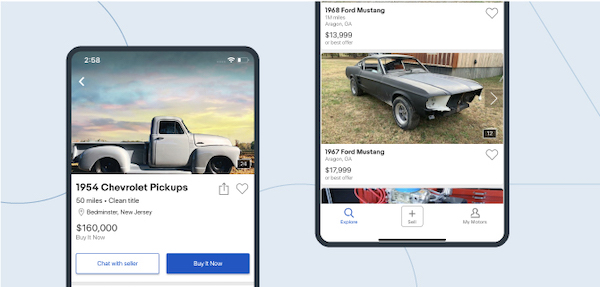 2:58
24
1954 Chevrolet Pickups
50 miles • Clean title
Bedminster, New Jersey
$160,000
Buy It Now
Chat with seller
Buy It Now
1968 Ford Mustang
1M miles
Aragon, GA
$13,999
or best offer
12
1967 Ford Mustang
Aragon, GA
$17,999
or best offer
Explore
Sell
My Motors